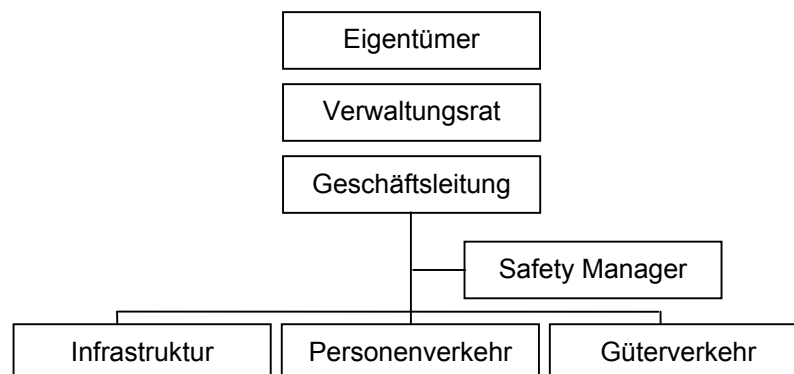 Eigentümer
Verwaltungsrat
Geschäftsleitung
Safety Manager
Infrastruktur
Personenverkehr
Güterverkehr